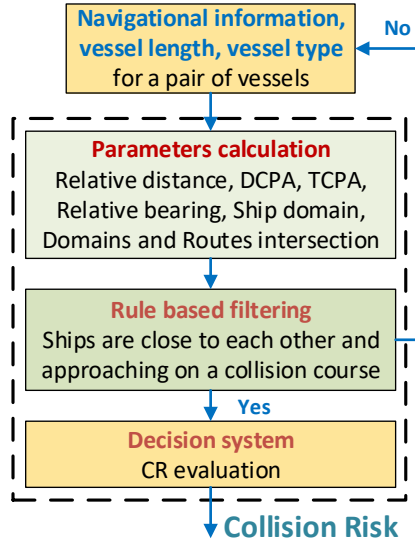 Navigational information,
vessel length, vessel type
for a pair of vessels
No
Parameters calculation
Relative distance, DCPA, TCPA,
Relative bearing, Ship domain,
Domains and Routes intersection
Rule based filtering
Ships are close to each other and
approaching on a collision course
Yes
Decision system
CR evaluation
Collision Risk